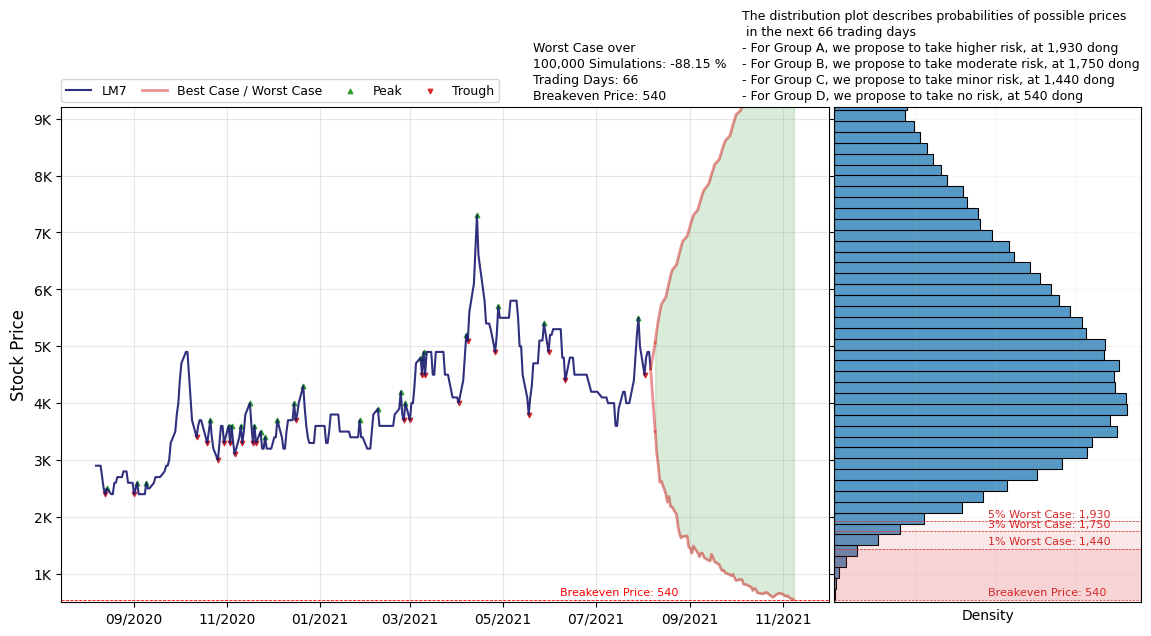 The distribution plot describes probabilities of possible prices
in the next 66 trading days
- For Group A, we propose to take higher risk, at 1,930 dong
- For Group B, we propose to take moderate risk, at 1,750 dong
- For Group C, we propose to take minor risk, at 1,440 dong
- For Group D, we propose to take no risk, at 540 dong
Worst Case over
100,000 Simulations: -88.15 %
Trading Days: 66
Breakeven Price: 540
LM7
Best Case / Worst Case
Peak
Trough
Stock Price
9K
8K
7K
6K
5K
4K
3K
2K
1K
Breakeven Price: 540
09/2020
11/2020
01/2021
03/2021
05/2021
07/2021
09/2021
11/2021
5% Worst Case: 1,930
3% Worst Case: 1,750
1% Worst Case: 1,440
Breakeven Price: 540
Density